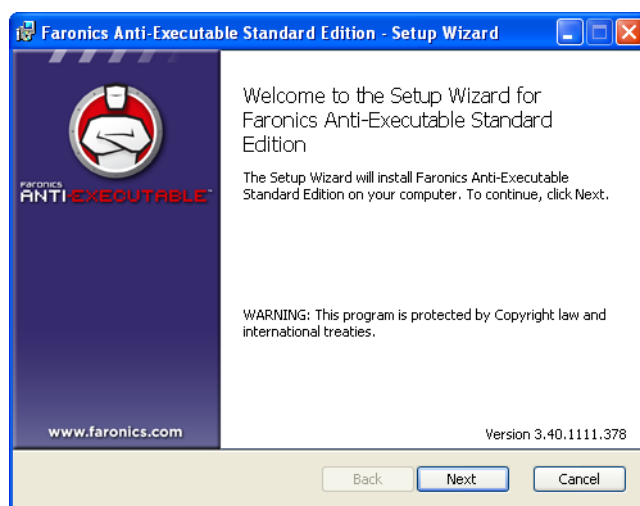 Faronics Anti-Executable Standard Edition - Setup Wizard
Welcome to the Setup Wizard for
Faronics Anti-Executable Standard
Edition
The Setup Wizard will install Faronics Anti-Executable
Standard Edition on your computer. To continue, click Next.
Faronics
ANTI-EXECUTABLE™
WARNING: This program is protected by Copyright law and
international treaties.
www.faronics.com
Version 3.40.1111.378
Back
Next
Cancel